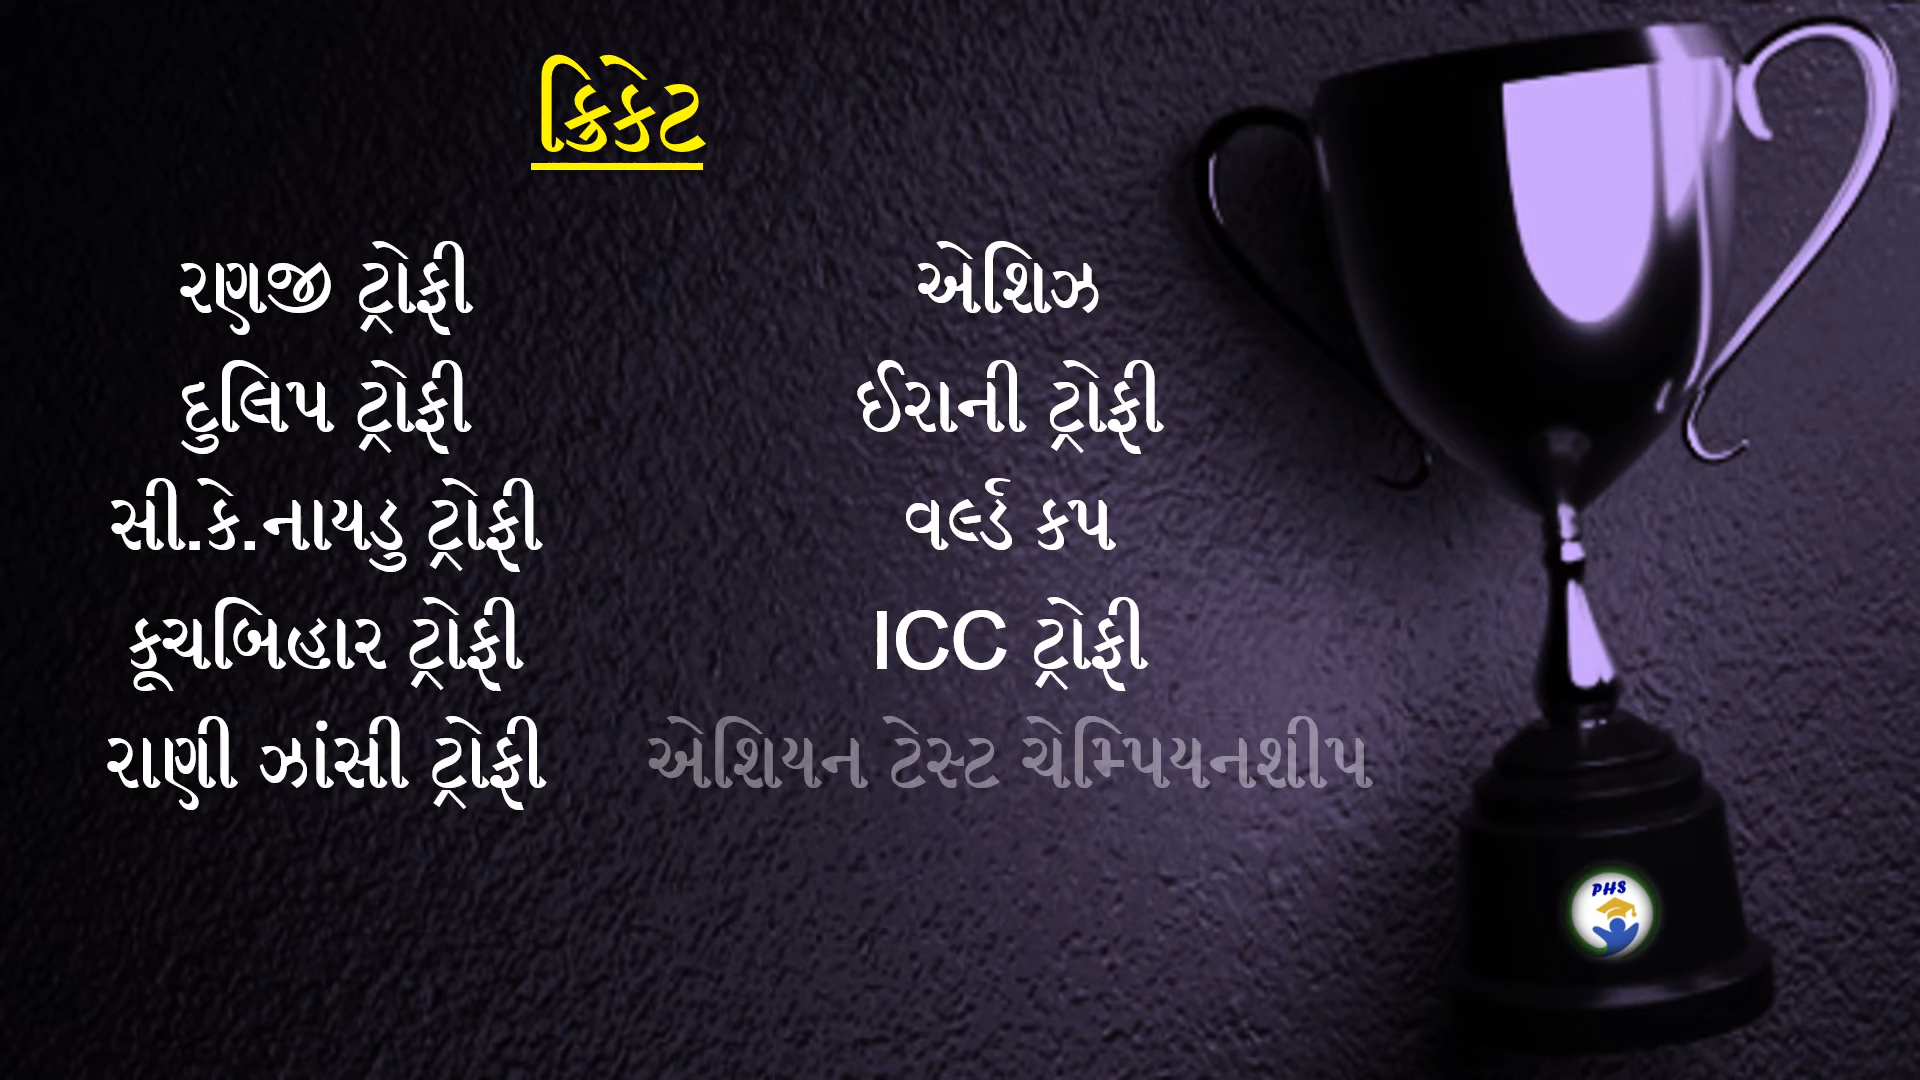 ક્રિકેટ
રણજી ટ્રોફી
દુલિપ ટ્રોફી
સી.કે.નાયડુ ટ્રોફી
કૂચબિહાર ટ્રોફી
રાણી ઝાંસી ટ્રોફી
એશિઝ
ઈરાની ટ્રોફી
વર્લ્ડ કપ
ICC ટ્રોફી
એશિયન ટેસ્ટ ચેમ્પિયનશીપ
PHS